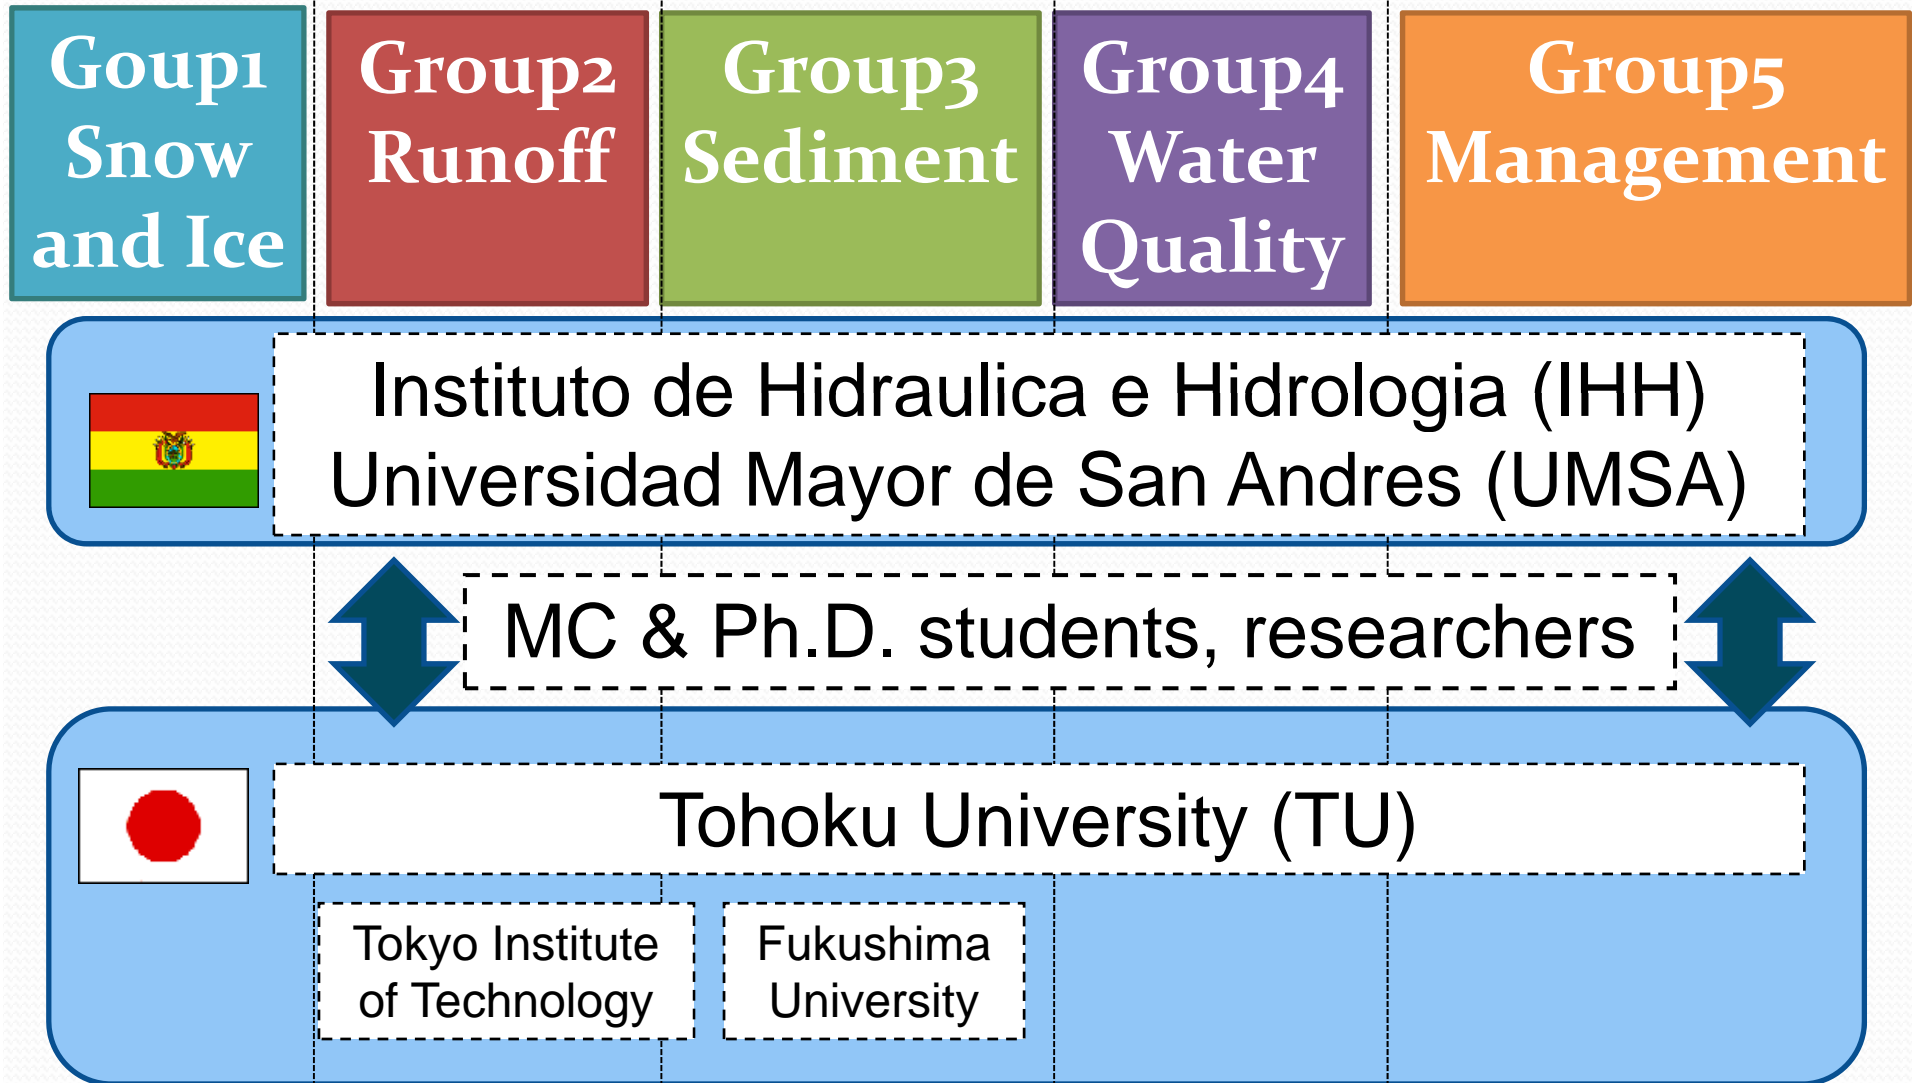 Goup1
Snow
and Ice
Group2
Runoff
Group3
Sediment
Group4
Water
Quality
Group5
Management
Instituto de Hidraulica e Hidrologia (IHH)
Universidad Mayor de San Andres (UMSA)
MC & Ph.D. students, researchers
Tohoku University (TU)
Tokyo Institute
of Technology
Fukushima
University